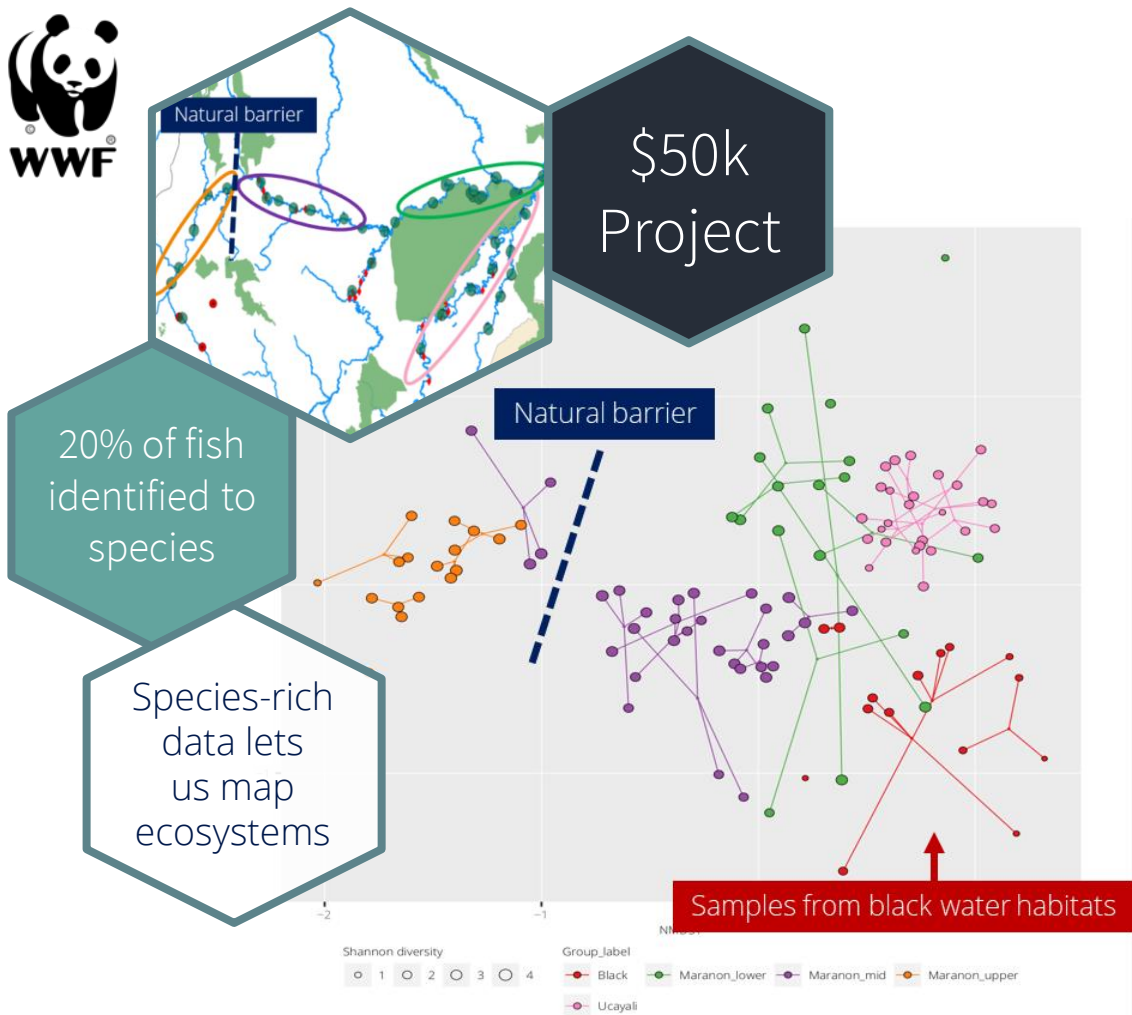 WWF
Natural barrier
$50k
Project
20% of fish
identified to
species
Natural barrier
Species-rich
data lets
us map
ecosystems
Samples from black water habitats
−2
−1
Shannon diversity
1
2
3
4
Group_label
Black
Maranon_lower
Maranon_mid
Maranon_upper
Ucayali